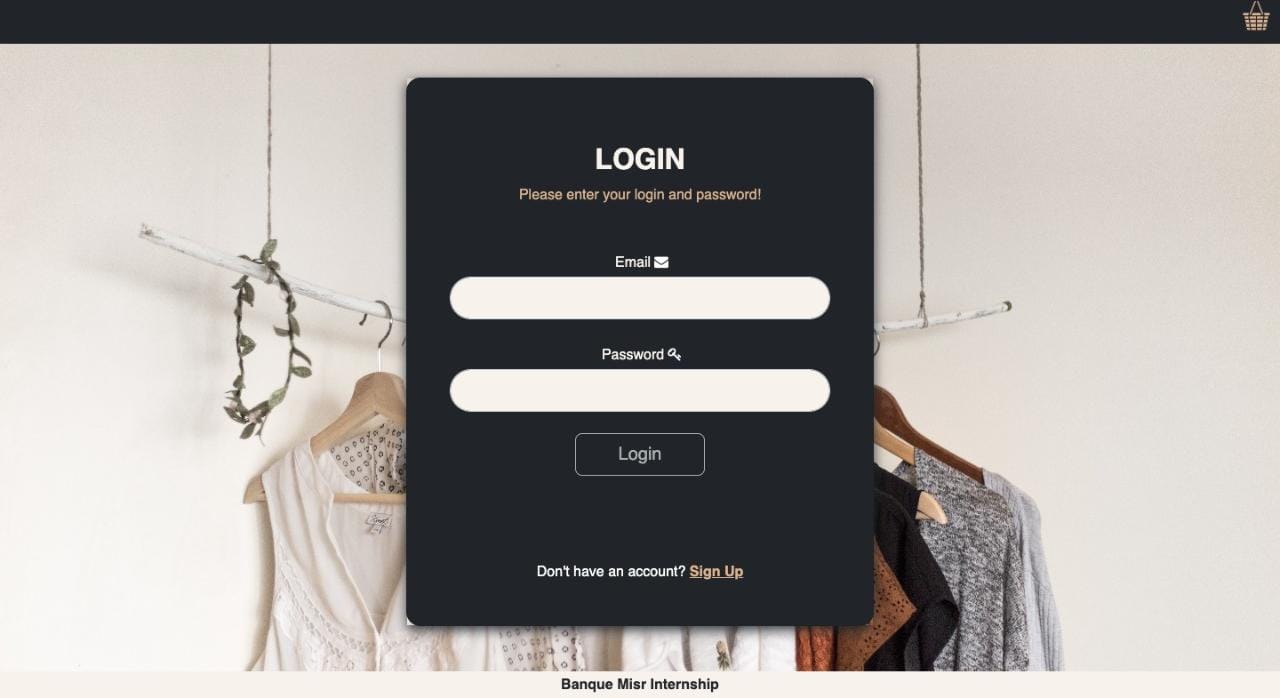 LOGIN
Please enter your login and password!
Email
Password
Login
Don't have an account? Sign Up
Banque Misr Internship